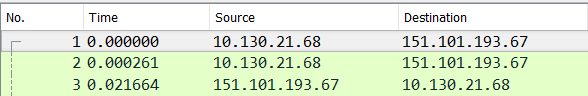 No. Time Source Destination
1 0.000000 10.130.21.68 151.101.193.67
2 0.000261 10.130.21.68 151.101.193.67
3 0.021664 151.101.193.67 10.130.21.68